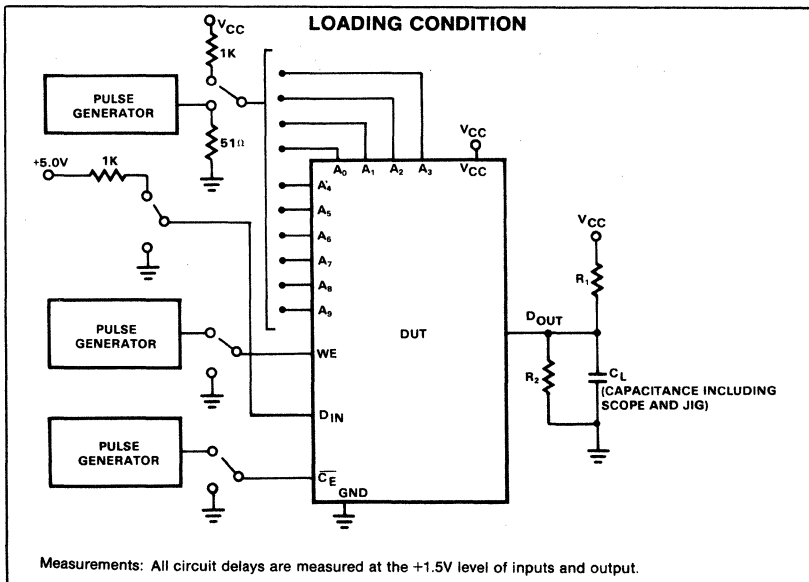 LOADING CONDITION
VCC
1K
PULSE
GENERATOR
51Ω
+5.0V
1K
VCC
A0 A1 A2 A3 VCC
A4
A5
A6
A7
A8
A9
VCC
R1
DOUT
DUT
PULSE
GENERATOR
WE
R2
CL
(CAPACITANCE INCLUDING
SCOPE AND JIG)
DIN
PULSE
GENERATOR
CE
GND
Measurements: All circuit delays are measured at the +1.5V level of inputs and output.